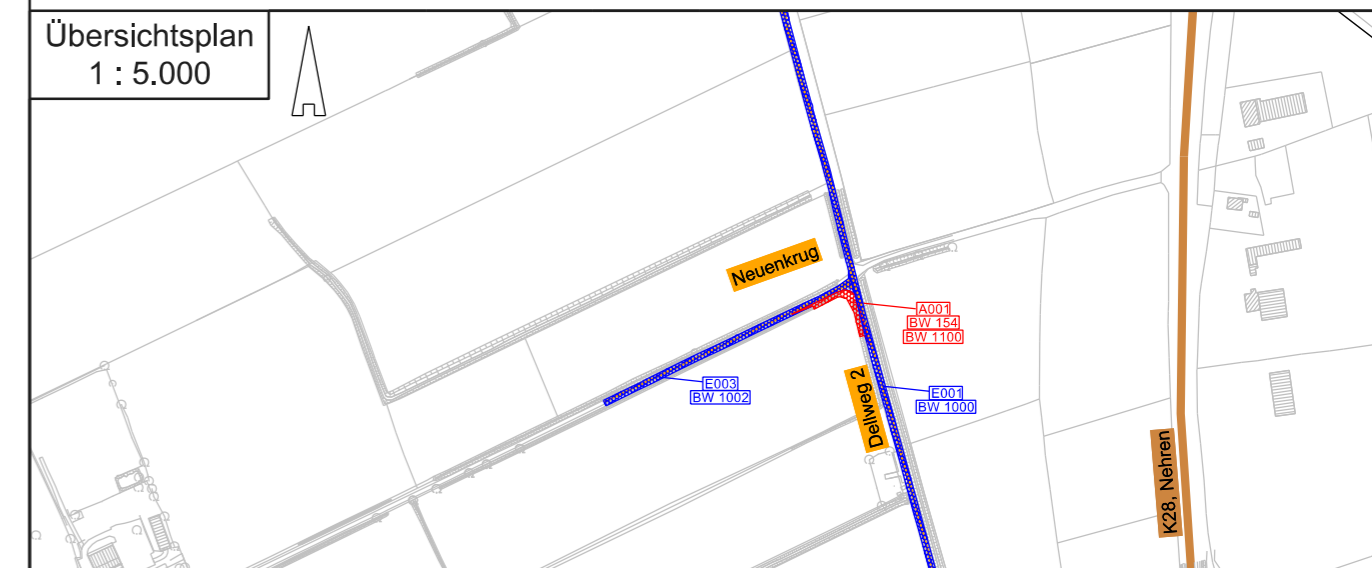 Übersichtsplan
1 : 5.000
Neuenkrug
A001
BW 154
BW 1100
E003
BW 1002
Dellweg 2
E001
BW 1000
K28, Nehren